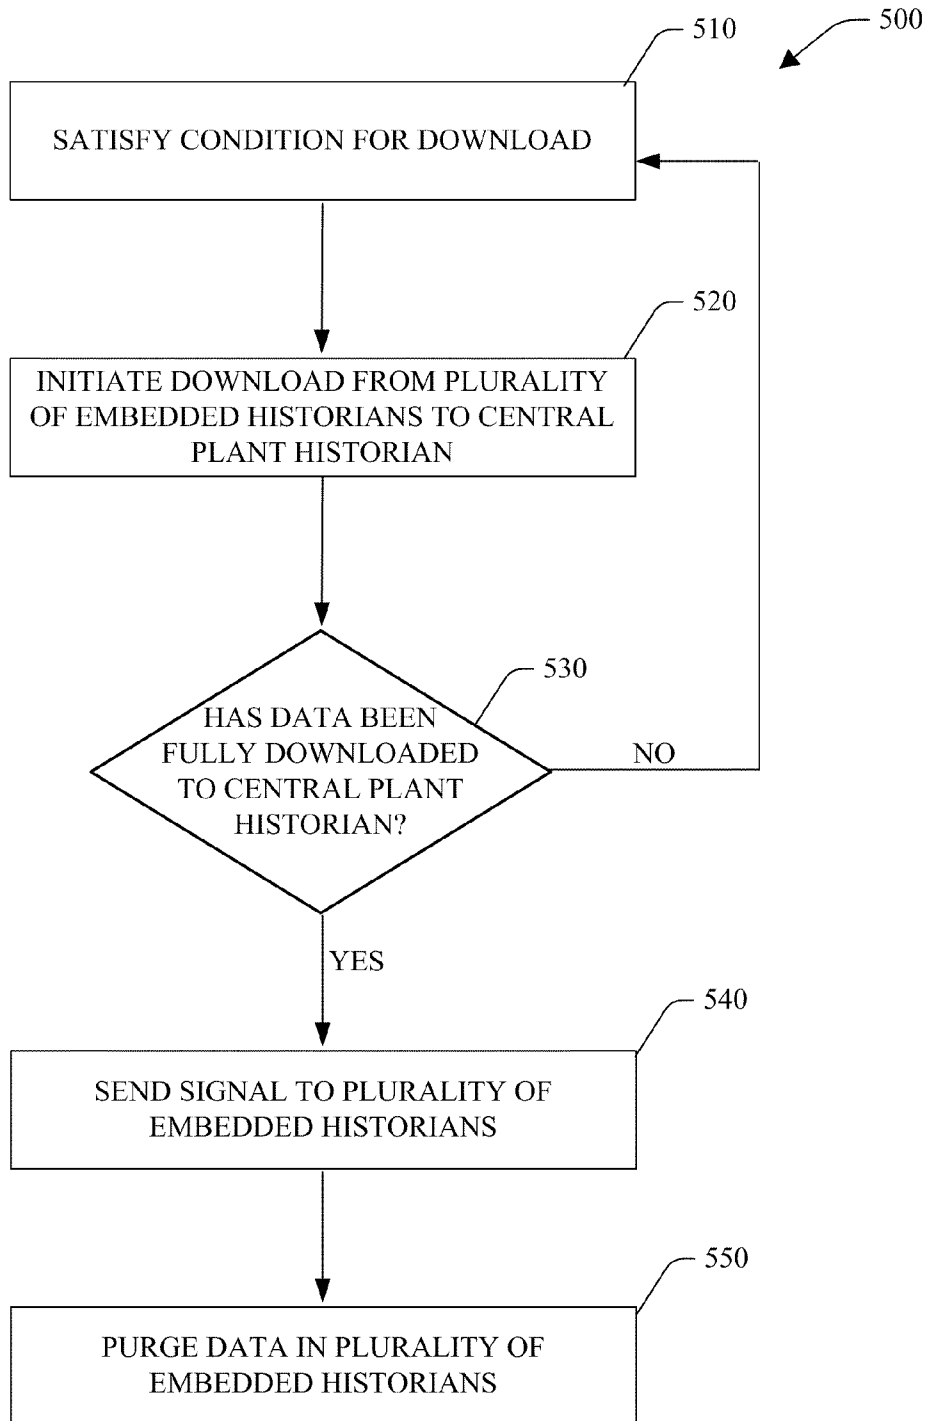 500
510
SATISFY CONDITION FOR DOWNLOAD
520
INITIATE DOWNLOAD FROM PLURALITY
OF EMBEDDED HISTORIANS TO CENTRAL
PLANT HISTORIAN
530
HAS DATA BEEN
FULLY DOWNLOADED
TO CENTRAL PLANT
HISTORIAN?
NO
YES
540
SEND SIGNAL TO PLURALITY OF
EMBEDDED HISTORIANS
550
PURGE DATA IN PLURALITY OF
EMBEDDED HISTORIANS